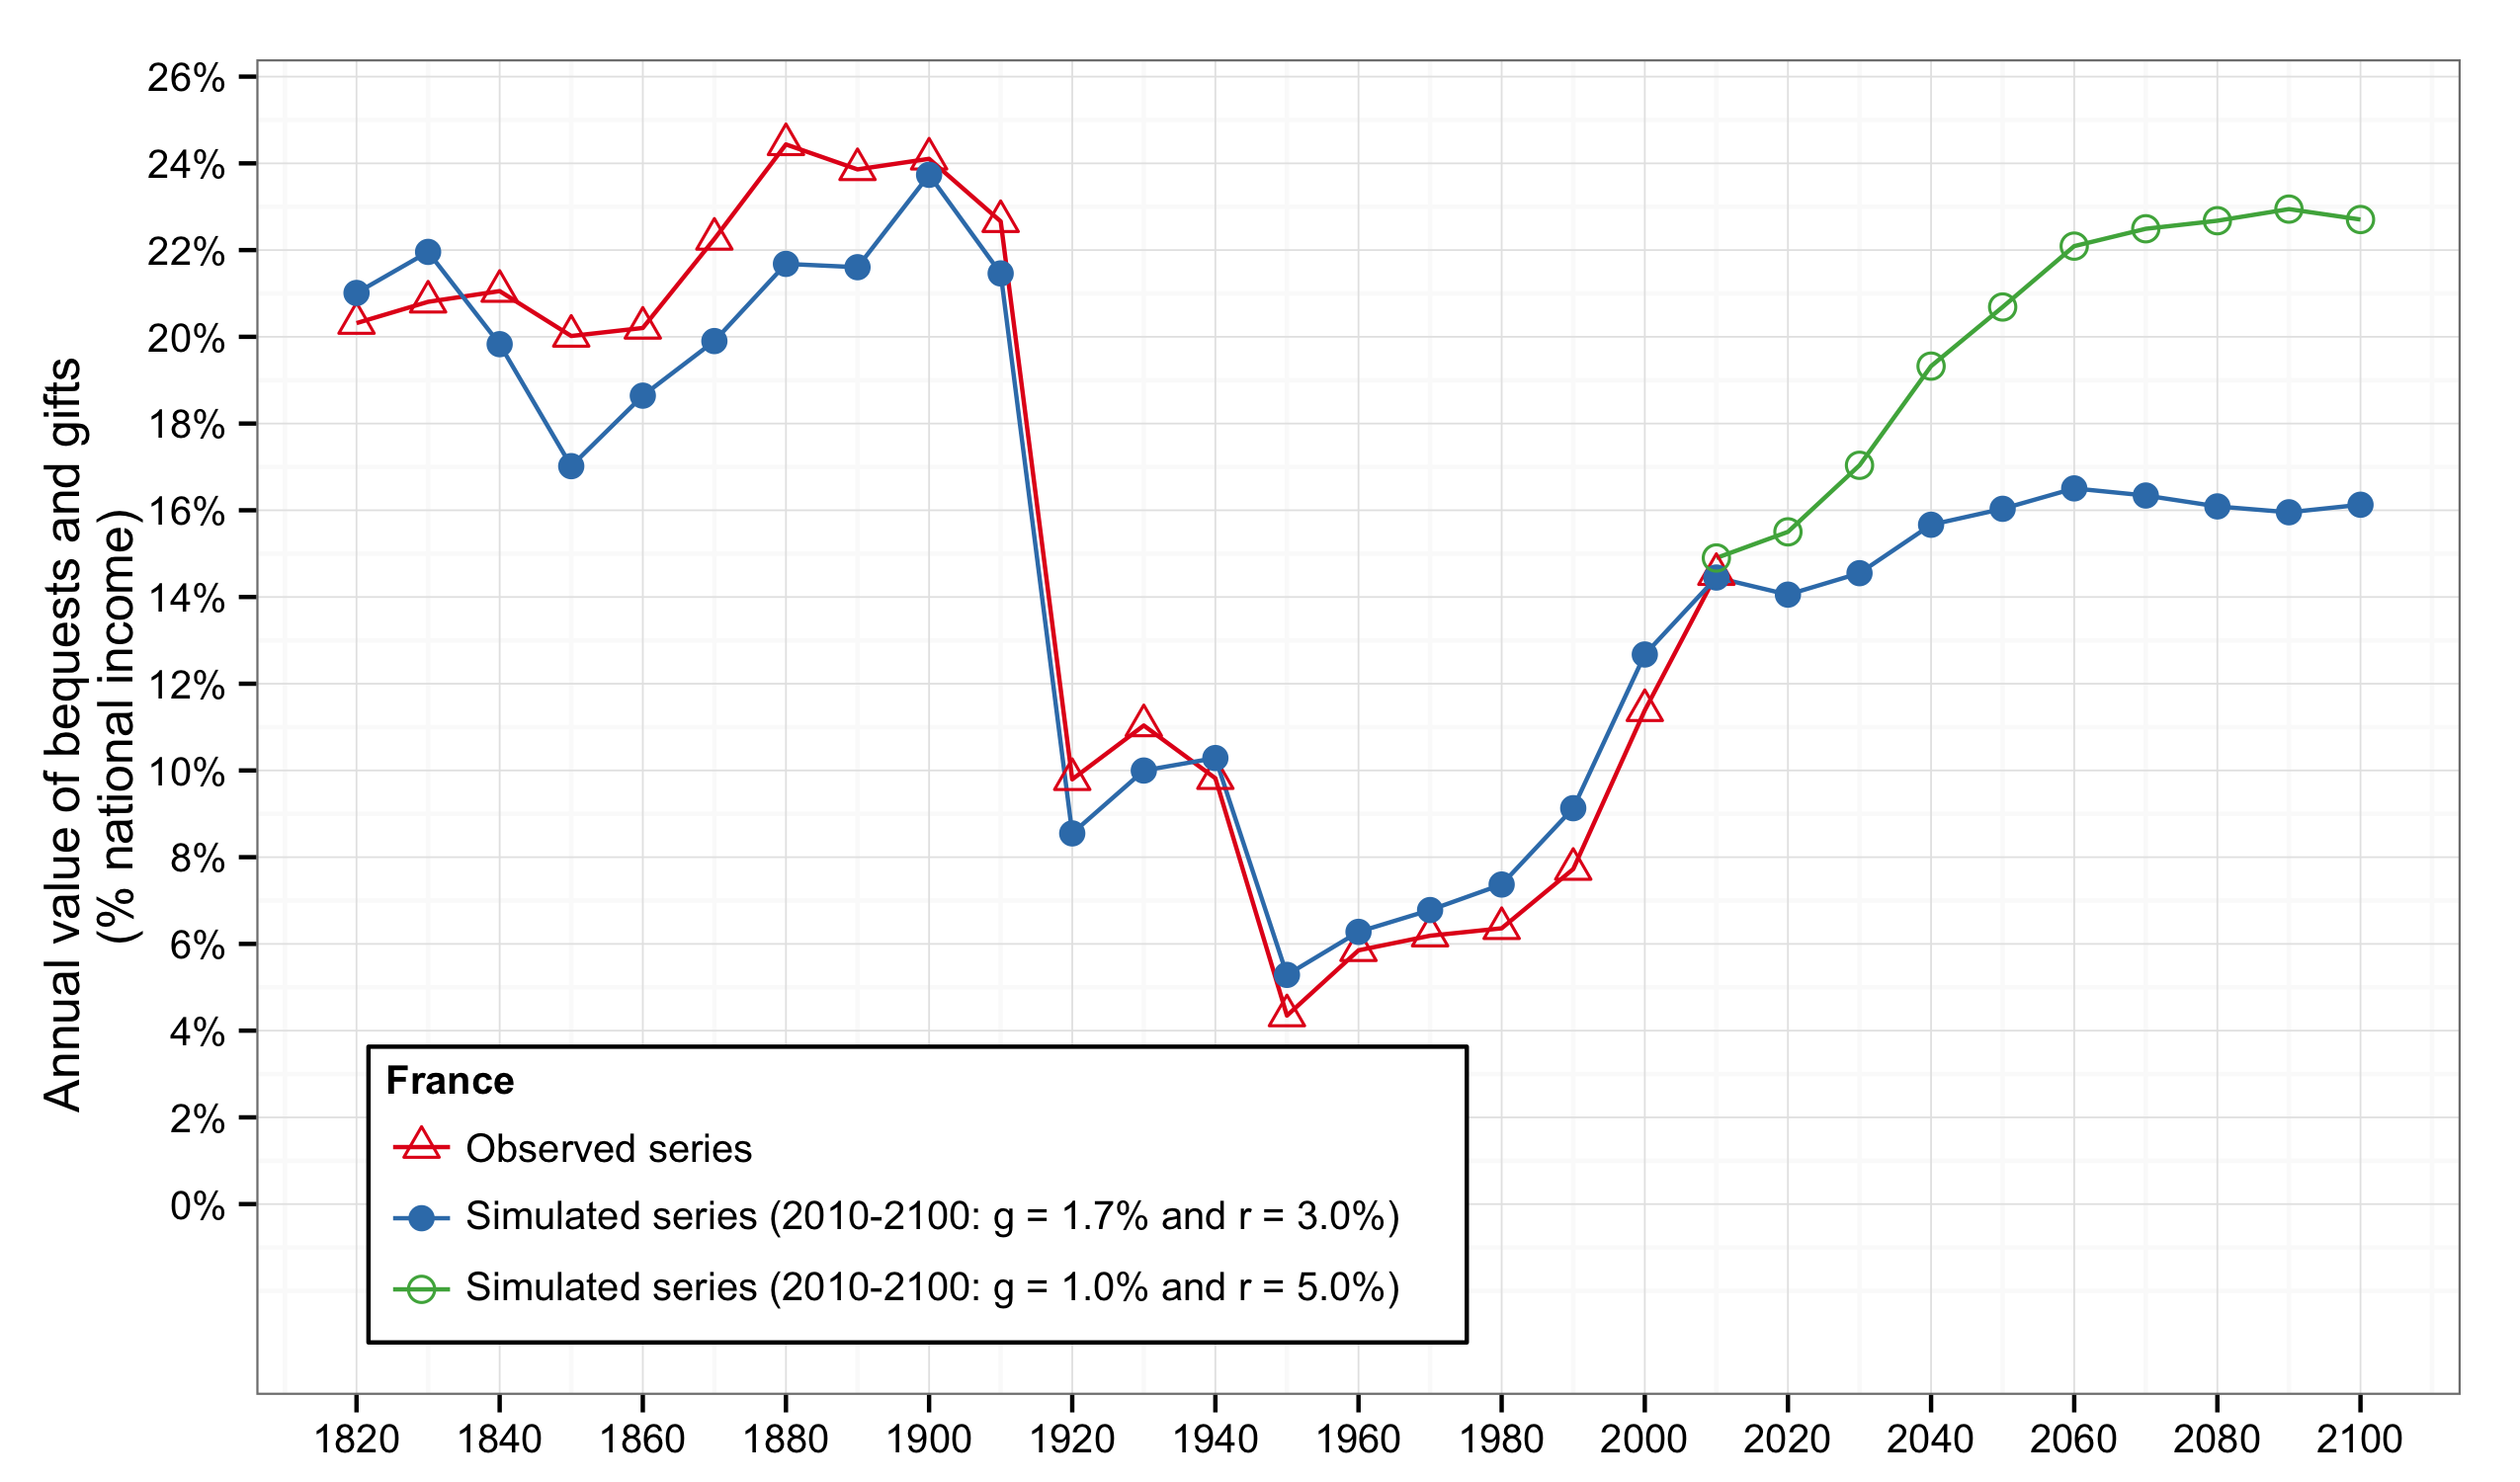 Annual value of bequests and gifts
(% national income)
26%
24%
22%
20%
18%
16%
14%
12%
10%
8%
6%
4%
2%
0%
France
Observed series
Simulated series (2010-2100: g = 1.7% and r = 3.0%)
Simulated series (2010-2100: g = 1.0% and r = 5.0%)
1820 1840 1860 1880 1900 1920 1940 1960 1980 2000 2020 2040 2060 2080 2100